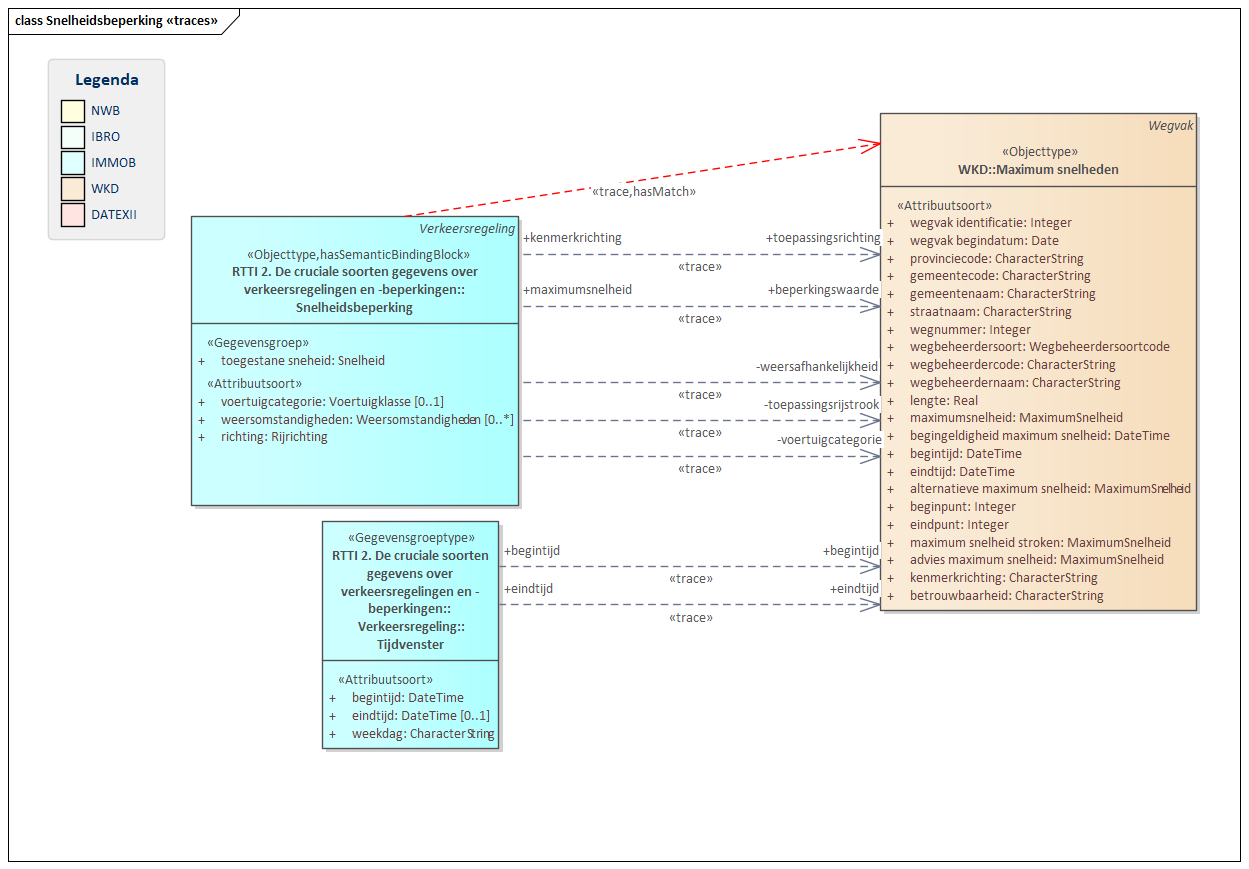 class Snelheidsbeperking «traces»
Legenda
NWB
IBRO
IMMOB
WKD
DATEXII
«trace,hasMatch»
Verkeersregeling
«Objecttype,hasSemanticBindingBlock»
RTTI 2. De cruciale soorten gegevens over
verkeersregelingen en -beperkingen::
Snelheidsbeperking
«Gegevensgroep»
+ toegestane sneheid: Snelheid
«Attribuutsoort»
+ voertuigcategorie: Voertuigklasse [0..1]
+ weersomstandigheden: Weersomstandigheden [0..*]
+ richting: Rijrichting
+kenmerkrichting
+toepassingsrichting
«trace»
+maximumsnelheid
+beperkingswaarde
«trace»
-weersafhankelijkheid
«trace»
-toepassingsrijstrook
«trace»
-voertuigcategorie
«trace»
«Gegevensgroeptype»
RTTI 2. De cruciale soorten
gegevens over
verkeersregelingen en -
beperkingen::
Verkeersregeling::
Tijdvenster
«Attribuutsoort»
+ begintijd: DateTime
+ eindtijd: DateTime [0..1]
+ weekdag: CharacterString
+begintijd
+begintijd
«trace»
+eindtijd
+eindtijd
«trace»
Wegvak
«Objecttype»
WKD::Maximum snelheden
«Attribuutsoort»
+ wegvak identificatie: Integer
+ wegvak begindatum: Date
+ provinciecode: CharacterString
+ gemeentecode: CharacterString
+ gemeentenaam: CharacterString
+ straatnaam: CharacterString
+ wegnummer: Integer
+ wegbeheerdersoort: Wegbeheerdersoortcode
+ wegbeheerdercode: CharacterString
+ wegbeheerdernaam: CharacterString
+ lengte: Real
+ maximumsnelheid: MaximumSnelheid
+ begingeldigheid maximum snelheid: DateTime
+ begintijd: DateTime
+ eindtijd: DateTime
+ alternatieve maximum snelheid: MaximumSnelheid
+ beginpunt: Integer
+ eindpunt: Integer
+ maximum snelheid stroken: MaximumSnelheid
+ advies maximum snelheid: MaximumSnelheid
+ kenmerkrichting: CharacterString
+ betrouwbaarheid: CharacterString